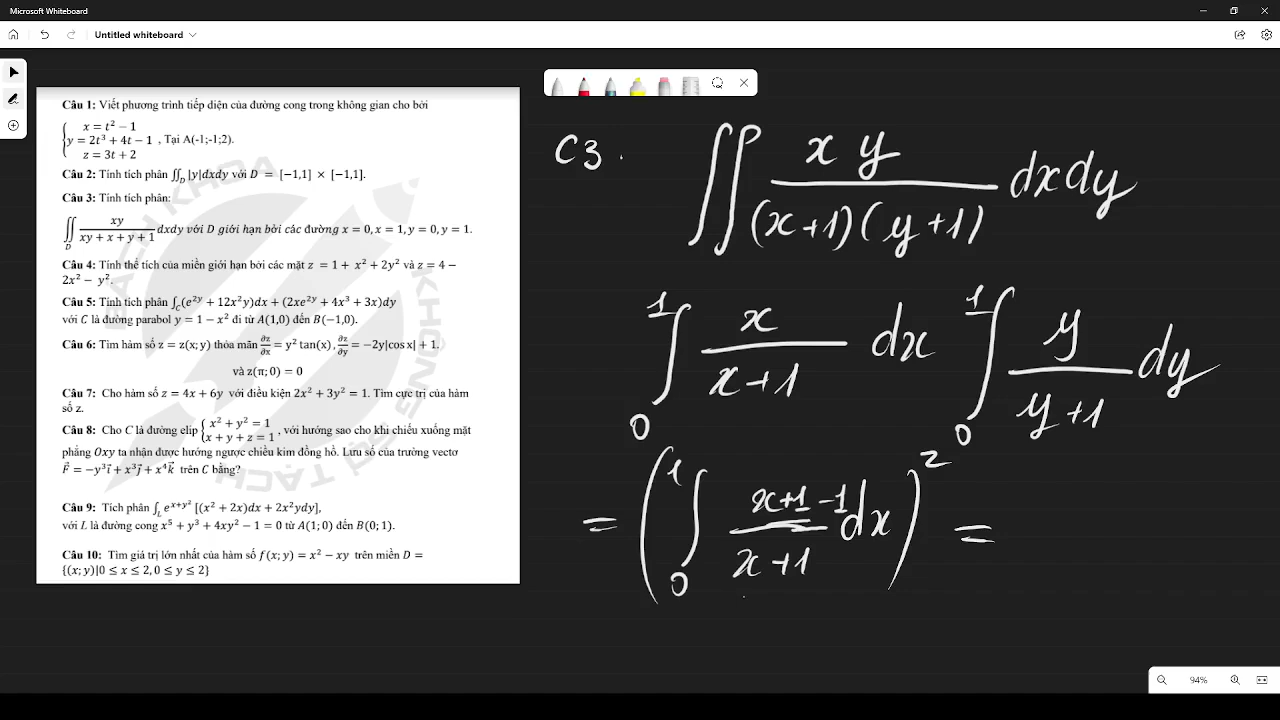 Microsoft Whiteboard
Untitled whiteboard
Câu 1: Viết phương trình tiếp diện của đường cong trong không gian cho bởi
{ x = t² − 1
y = 2t³ + 4t − 1 , Tại A(-1;-1;2).
z = 3t + 2
Câu 2: Tính tích phân ∬_D |y|dxdy với D = [−1,1] × [−1,1].
Câu 3: Tính tích phân:
∬_D xy/(xy + x + y + 1) dxdy với D giới hạn bởi các đường x = 0, x = 1, y = 0, y = 1.
Câu 4: Tính thể tích của miền giới hạn bởi các mặt z = 1 + x² + 2y² và z = 4 −
2x² − y².
Câu 5: Tính tích phân ∫_C (e^{2y} + 12x²y)dx + (2xe^{2y} + 4x³ + 3x)dy
với C là đường parabol y = 1 − x² đi từ A(1,0) đến B(−1,0).
Câu 6: Tìm hàm số z = z(x; y) thỏa mãn ∂z/∂x = y² tan(x), ∂z/∂y = −2y|cos x| + 1.
và z(π; 0) = 0
Câu 7: Cho hàm số z = 4x + 6y với điều kiện 2x² + 3y² = 1. Tìm cực trị của hàm
số z.
Câu 8: Cho C là đường elip { x² + y² = 1
x + y + z = 1 , với hướng sao cho khi chiếu xuống mặt
phẳng Oxy ta nhận được hướng ngược chiều kim đồng hồ. Lưu số của trường vectơ
F⃗ = −y³i⃗ + x³j⃗ + x⁴k⃗ trên C bằng?
Câu 9: Tích phân ∫_L e^{x+y²} [(x² + 2x)dx + 2x²ydy],
với L là đường cong x⁵ + y³ + 4xy² − 1 = 0 từ A(1; 0) đến B(0; 1).
Câu 10: Tìm giá trị lớn nhất của hàm số f(x; y) = x² − xy trên miền D =
{(x; y)|0 ≤ x ≤ 2, 0 ≤ y ≤ 2}
BÁCH KHOA
KHÔNG GÌ TẠCH
C3.
∬ xy/((x+1)(y+1)) dxdy
∫₀¹ x/(x+1) dx ∫₀¹ y/(y+1) dy
= (∫₀¹ (x+1−1)/(x+1) dx)² =
94%